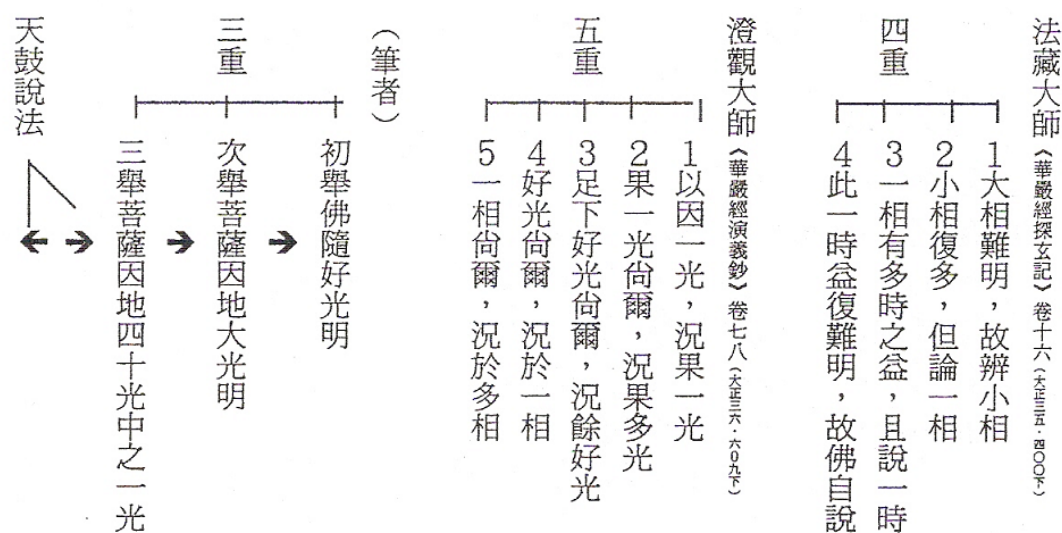 法藏大師《華嚴經探玄記》卷十六(大正三五·四〇〇下)
四重
1大相難明，故辨小相
2小相復多，但論一相
3一相有多時之益，且說一時
4此一時益復難明，故佛自說
澄觀大師《華嚴經演義鈔》卷七八(大正三六·六0九下)
五重
1以因一光，況果一光
2果一光尙爾，況果多光
3足下好光尙爾，況餘好光
4好光尙爾，況於一相
5一相尙爾，況於多相
(筆者)
三重
初舉佛隨好光明
次舉菩薩因地大光明
三舉菩薩因地四十光中之一光
天鼓說法